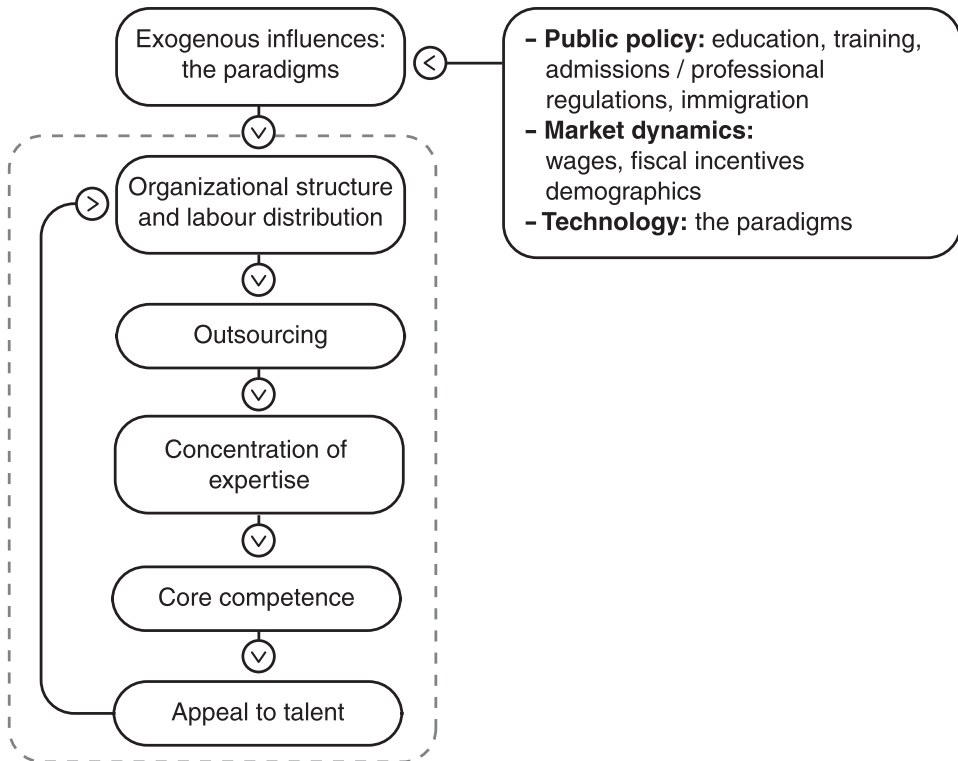 Exogenous influences:
the paradigms
– Public policy: education, training,
admissions / professional
regulations, immigration
– Market dynamics:
wages, fiscal incentives
demographics
– Technology: the paradigms
Organizational structure
and labour distribution
Outsourcing
Concentration of
expertise
Core competence
Appeal to talent